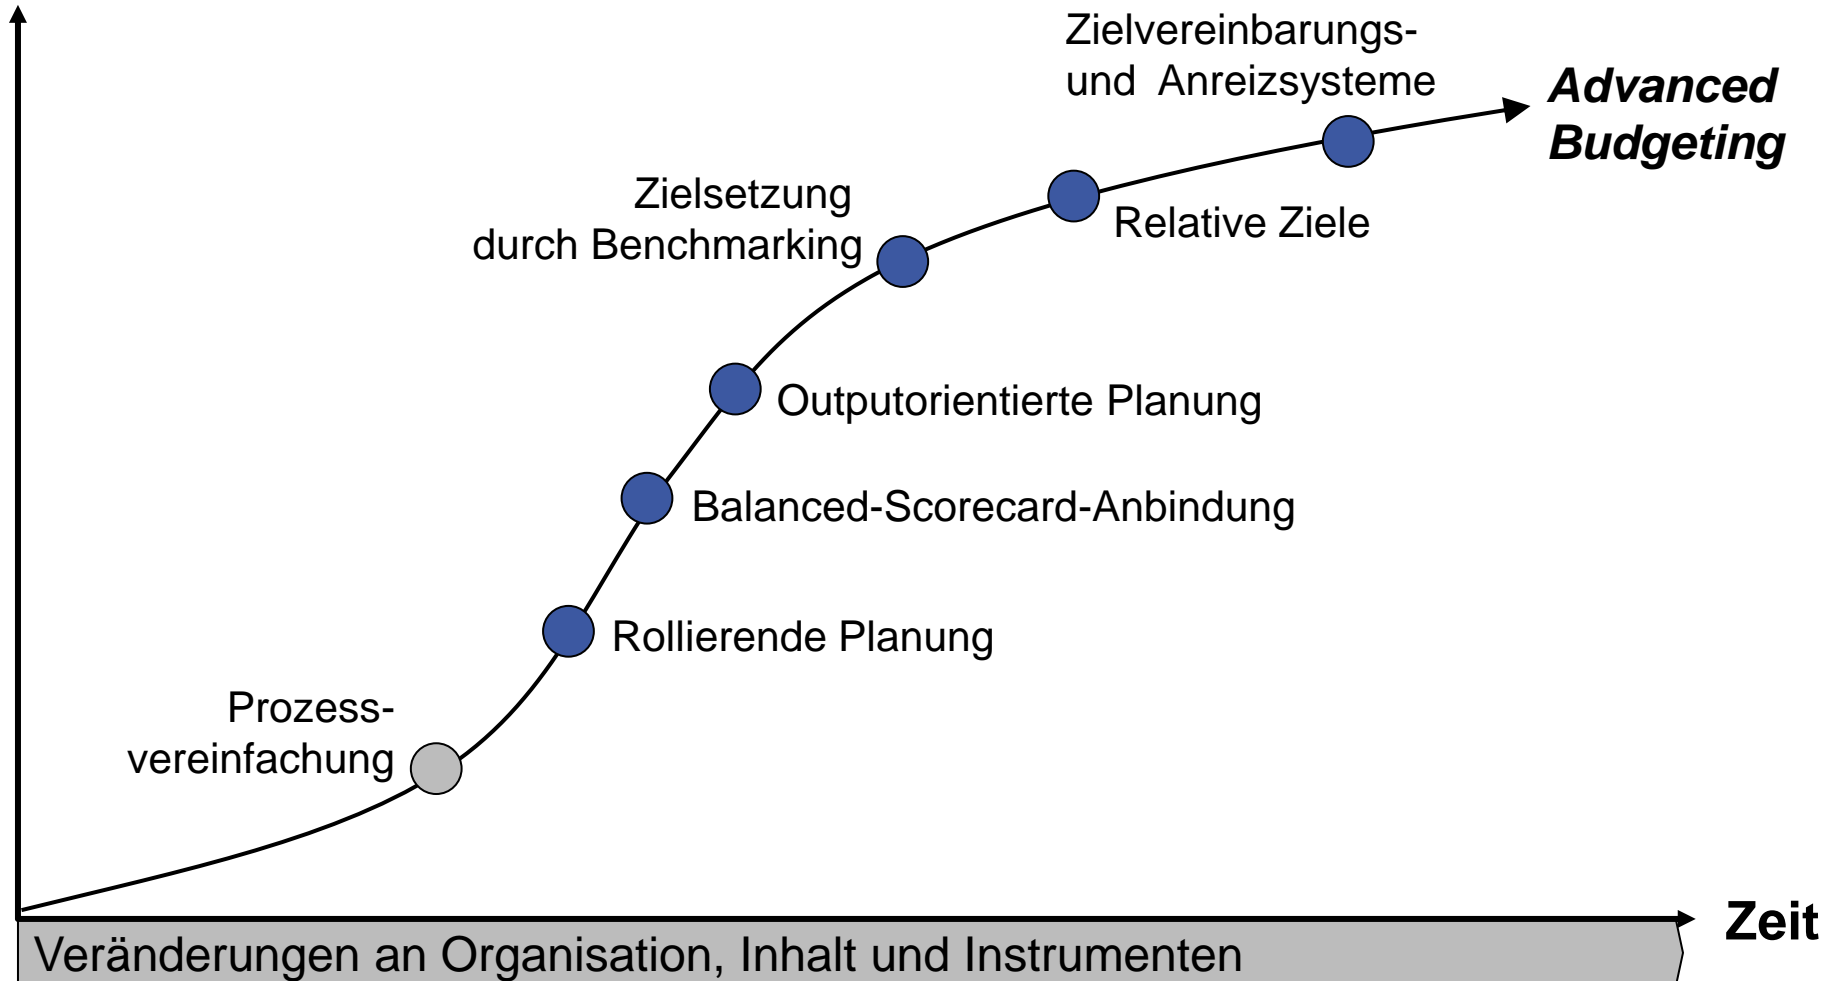 Zielvereinbarungs-
und Anreizsysteme
Advanced
Budgeting
Zielsetzung
durch Benchmarking
Relative Ziele
Outputorientierte Planung
Balanced-Scorecard-Anbindung
Rollierende Planung
Prozess-
vereinfachung
Zeit
Veränderungen an Organisation, Inhalt und Instrumenten